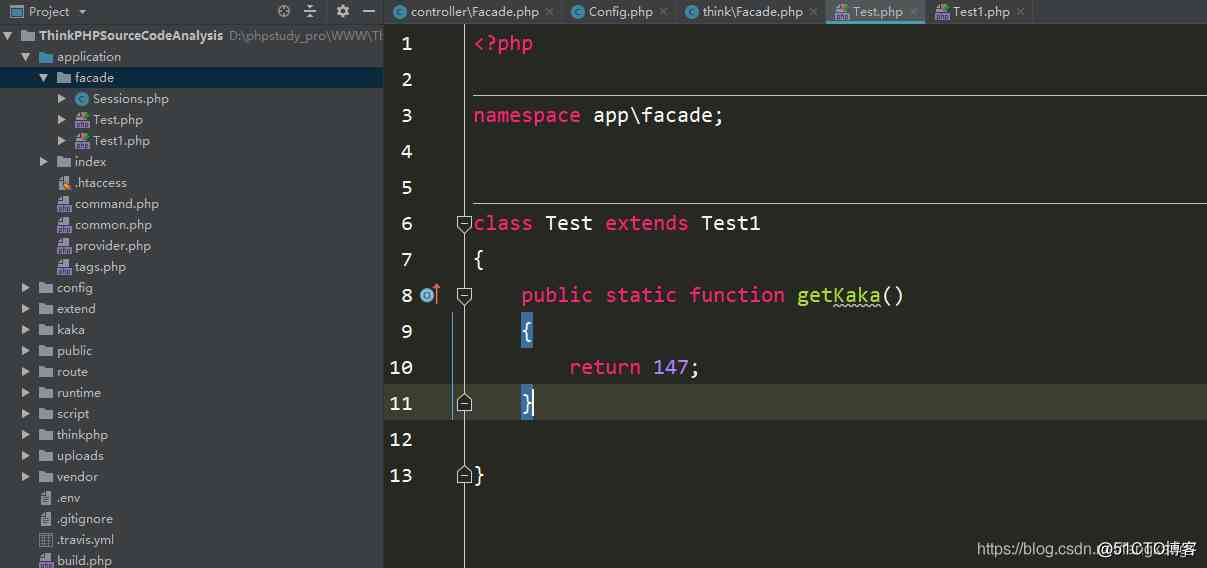 Project
controller\Facade.php
Config.php
think\Facade.php
Test.php
Test1.php
ThinkPHPSourceCodeAnalysis D:\phpstudy_pro\WWW\Th
application
facade
Sessions.php
Test.php
Test1.php
index
.htaccess
command.php
common.php
provider.php
tags.php
config
extend
kaka
public
route
runtime
script
thinkphp
uploads
vendor
.env
.gitignore
.travis.yml
build.php
1 <?php
2
3 namespace app\facade;
4
5
6 class Test extends Test1
7 {
8 public static function getKaka()
9 {
10 return 147;
11 }
12
13 }
https://blog.csdn.n
@51CTO博客